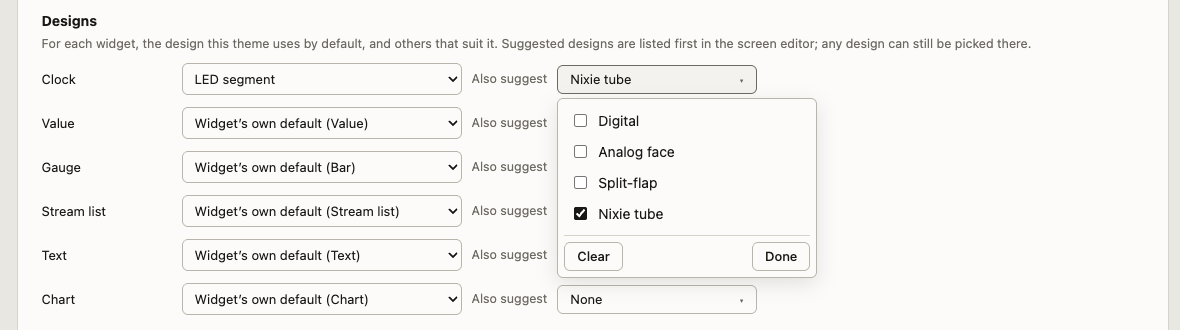 Designs
For each widget, the design this theme uses by default, and others that suit it. Suggested designs are listed first in the screen editor; any design can still be picked there.
Clock LED segment Also suggest Nixie tube
Digital
Value Widget's own default (Value) Also suggest
Analog face
Gauge Widget's own default (Bar) Also suggest
Split-flap
Stream list Widget's own default (Stream list) Also suggest
Nixie tube
Text Widget's own default (Text) Also suggest
Clear Done
Chart Widget's own default (Chart) Also suggest None